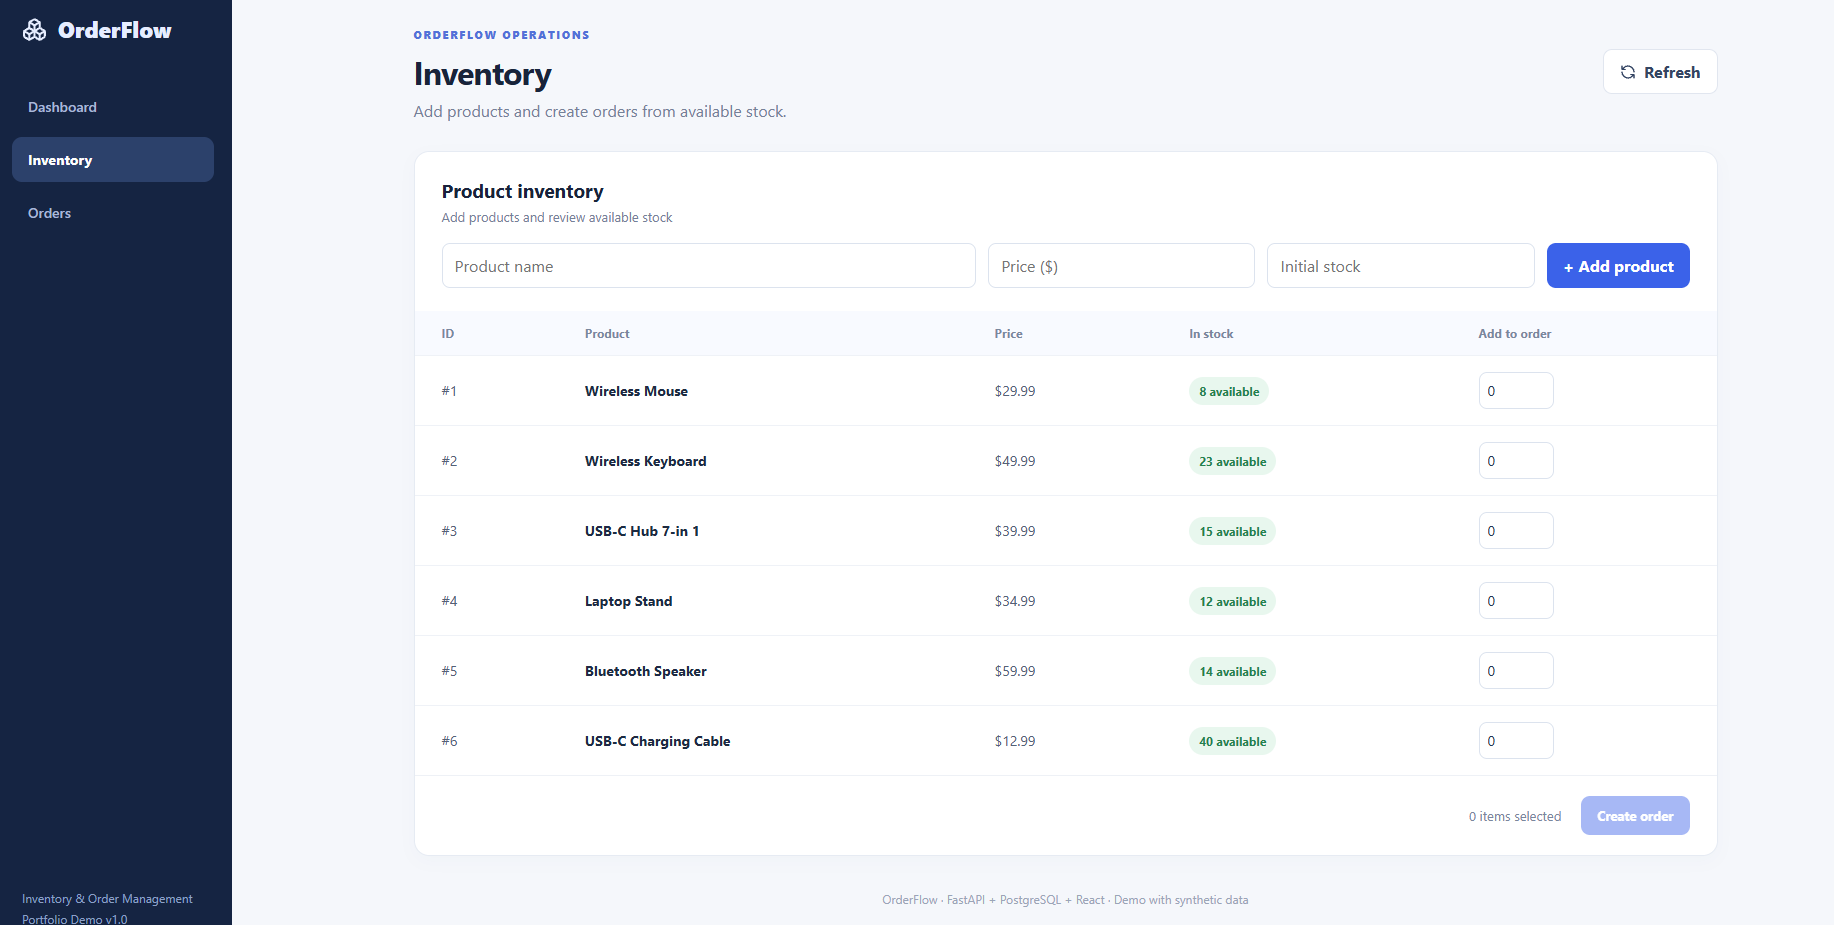 OrderFlow
Dashboard
Inventory
Orders
Inventory & Order Management
Portfolio Demo v1.0
ORDERFLOW OPERATIONS
Inventory
Add products and create orders from available stock.
Refresh
Product inventory
Add products and review available stock
Product name Price ($) Initial stock + Add product
ID Product Price In stock Add to order
#1 Wireless Mouse $29.99 8 available 0
#2 Wireless Keyboard $49.99 23 available 0
#3 USB-C Hub 7-in 1 $39.99 15 available 0
#4 Laptop Stand $34.99 12 available 0
#5 Bluetooth Speaker $59.99 14 available 0
#6 USB-C Charging Cable $12.99 40 available 0
0 items selected Create order
OrderFlow · FastAPI + PostgreSQL + React · Demo with synthetic data